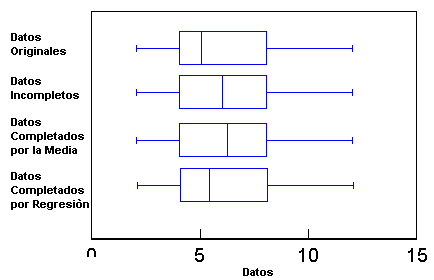 Datos
Originales
Datos
Incompletos
Datos
Completados
por la Media
Datos
Completados
por Regresiòn
0 5 10 15
Datos